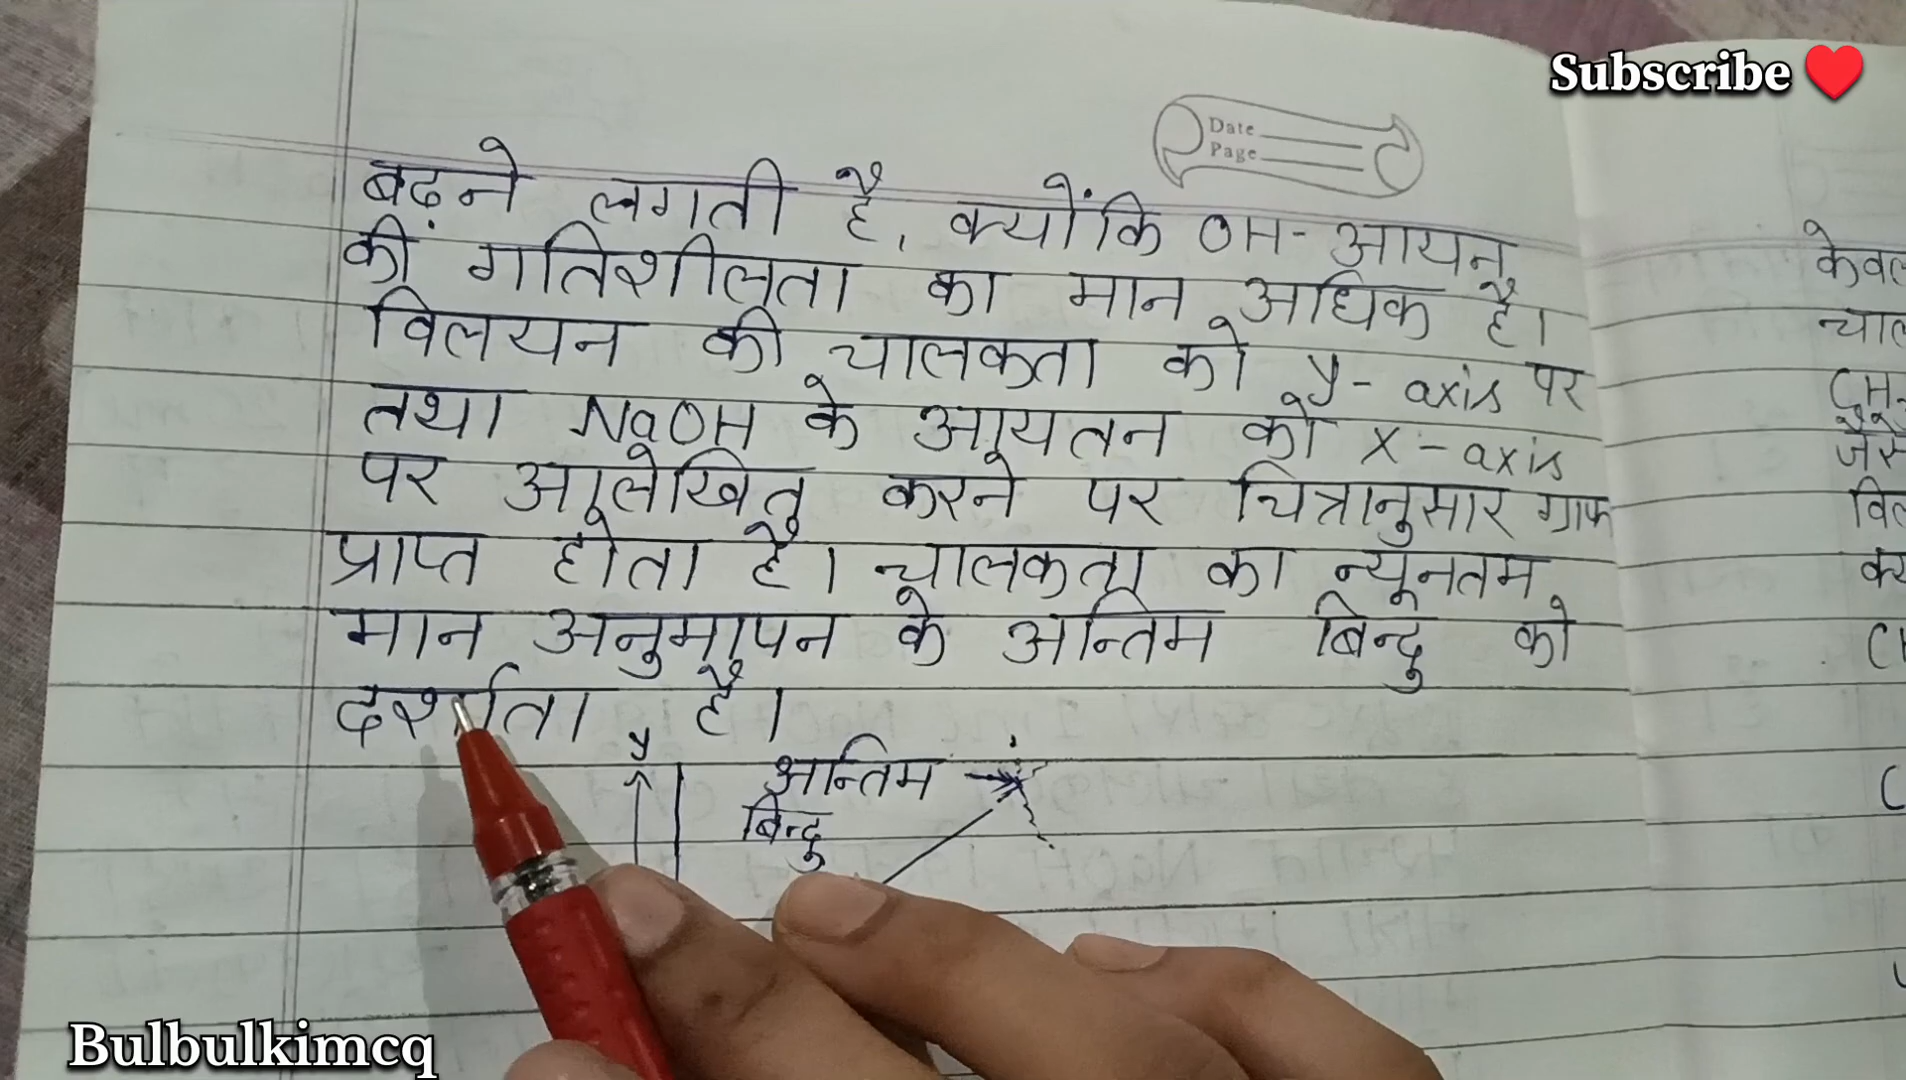 Subscribe
Date
Page
बढ़ने लगती है, क्योंकि OH- आयन
की गतिशीलता का मान अधिक है।
विलयन की चालकता को y- axis पर
तथा NaOH के आयतन को x-axis
पर आलेखित करने पर चित्रानुसार ग्राफ
प्राप्त होता है। चालकता का न्यूनतम
मान अनुमापन के अन्तिम बिन्दु को
दर्शाता है।
y
अन्तिम
बिन्दु
Bulbulkimcq